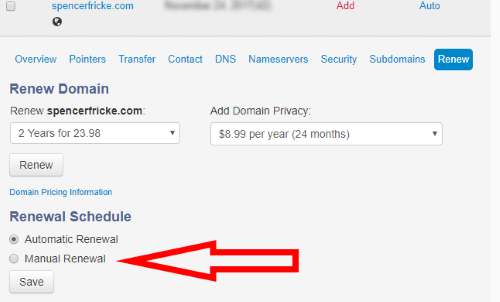 spencerfricke.com Add Auto
Overview Pointers Transfer Contact DNS Nameservers Security Subdomains Renew
Renew Domain
Renew spencerfricke.com: Add Domain Privacy:
2 Years for 23.98 $8.99 per year (24 months)
Renew
Domain Pricing Information
Renewal Schedule
Automatic Renewal
Manual Renewal
Save